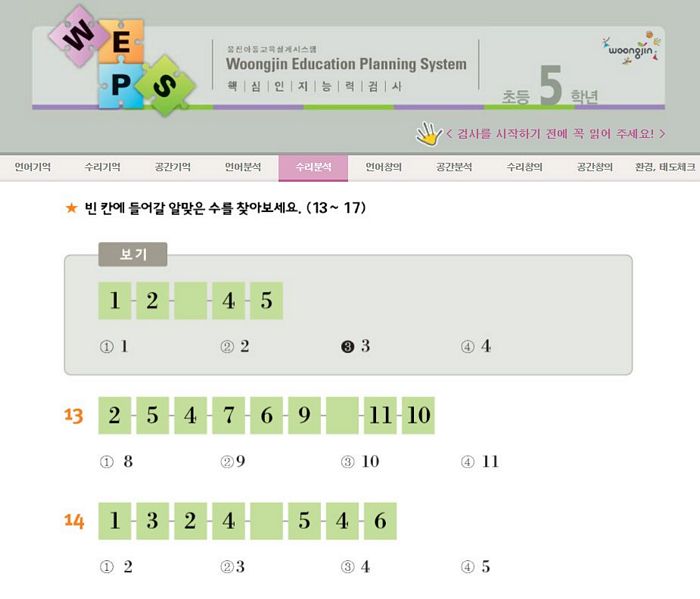 WEPS
웅진아동교육설계시스템
Woongjin Education Planning System
핵 | 심 | 인 | 지 | 능 | 력 | 검 | 사
woongjin
초등 5 학년
< 검사를 시작하기 전에 꼭 읽어 주세요! >
언어기억 수리기억 공간기억 언어분석 수리분석 언어창의 공간분석 수리창의 공간창의 환경, 태도체크
★ 빈 칸에 들어갈 알맞은 수를 찾아보세요. (13 ~ 17)
보기
1 - 2 - - 4 - 5
① 1 ② 2 ❸ 3 ④ 4
13 2 - 5 - 4 - 7 - 6 - 9 - - 11 - 10
① 8 ② 9 ③ 10 ④ 11
14 1 - 3 - 2 - 4 - - 5 - 4 - 6
① 2 ② 3 ③ 4 ④ 5